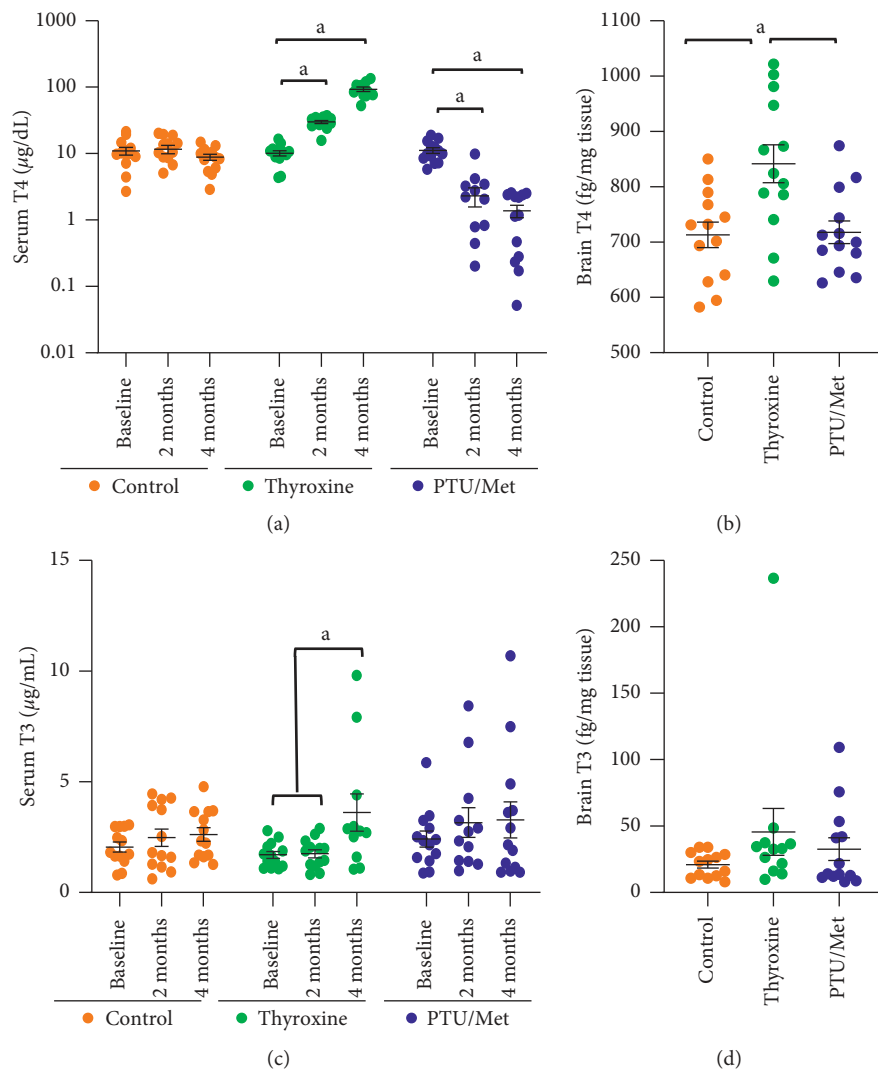 1000
100
10
1
0.1
0.01
Serum T4 (μg/dL)
a
a
a
a
Baseline
2 months
4 months
Baseline
2 months
4 months
Baseline
2 months
4 months
Control
Thyroxine
PTU/Met
(a)
1100
1000
900
800
700
600
500
Brain T4 (fg/mg tissue)
a
Control
Thyroxine
PTU/Met
(b)
15
10
5
0
Serum T3 (μg/mL)
a
Baseline
2 months
4 months
Baseline
2 months
4 months
Baseline
2 months
4 months
Control
Thyroxine
PTU/Met
(c)
250
200
150
100
50
0
Brain T3 (fg/mg tissue)
Control
Thyroxine
PTU/Met
(d)